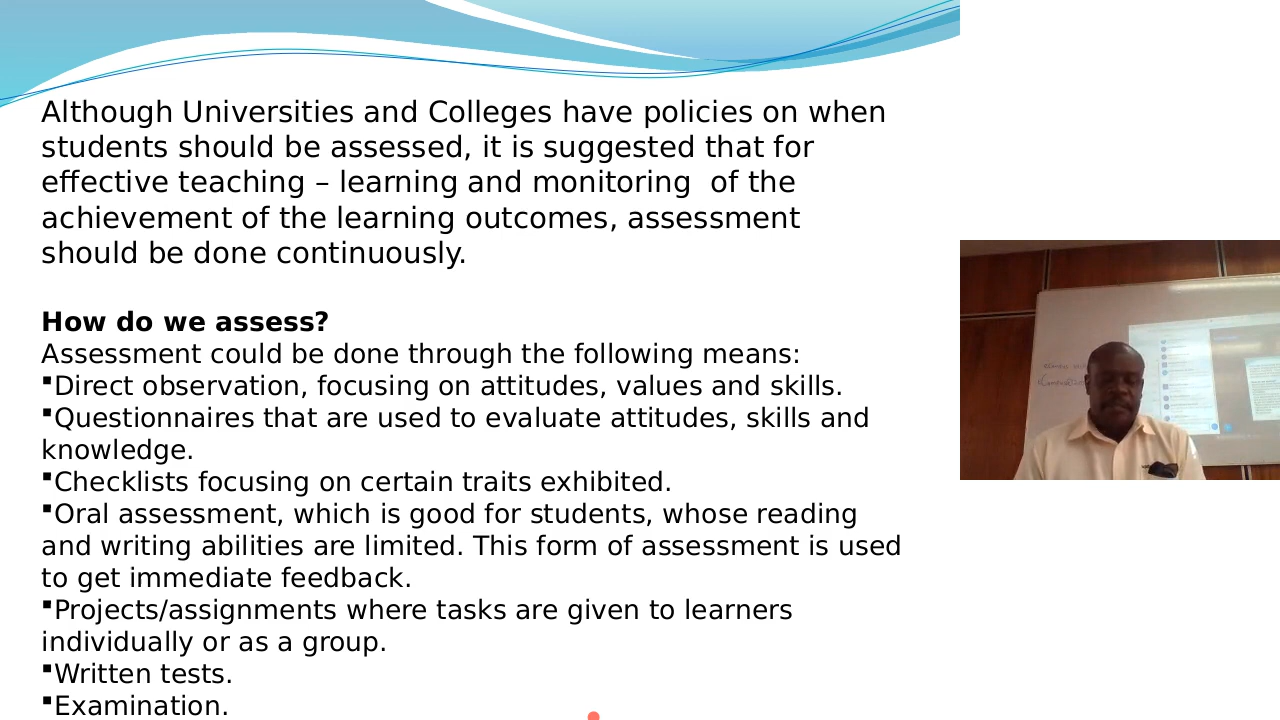 Although Universities and Colleges have policies on when
students should be assessed, it is suggested that for
effective teaching – learning and monitoring  of the
achievement of the learning outcomes, assessment
should be done continuously.
How do we assess?
Assessment could be done through the following means:
▪Direct observation, focusing on attitudes, values and skills.
▪Questionnaires that are used to evaluate attitudes, skills and
knowledge.
▪Checklists focusing on certain traits exhibited.
▪Oral assessment, which is good for students, whose reading
and writing abilities are limited. This form of assessment is used
to get immediate feedback.
▪Projects/assignments where tasks are given to learners
individually or as a group.
▪Written tests.
▪Examination.